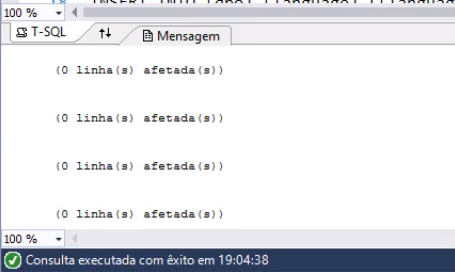 100 %
T-SQL Mensagem
(0 linha(s) afetada(s))
(0 linha(s) afetada(s))
(0 linha(s) afetada(s))
(0 linha(s) afetada(s))
100 %
Consulta executada com êxito em 19:04:38